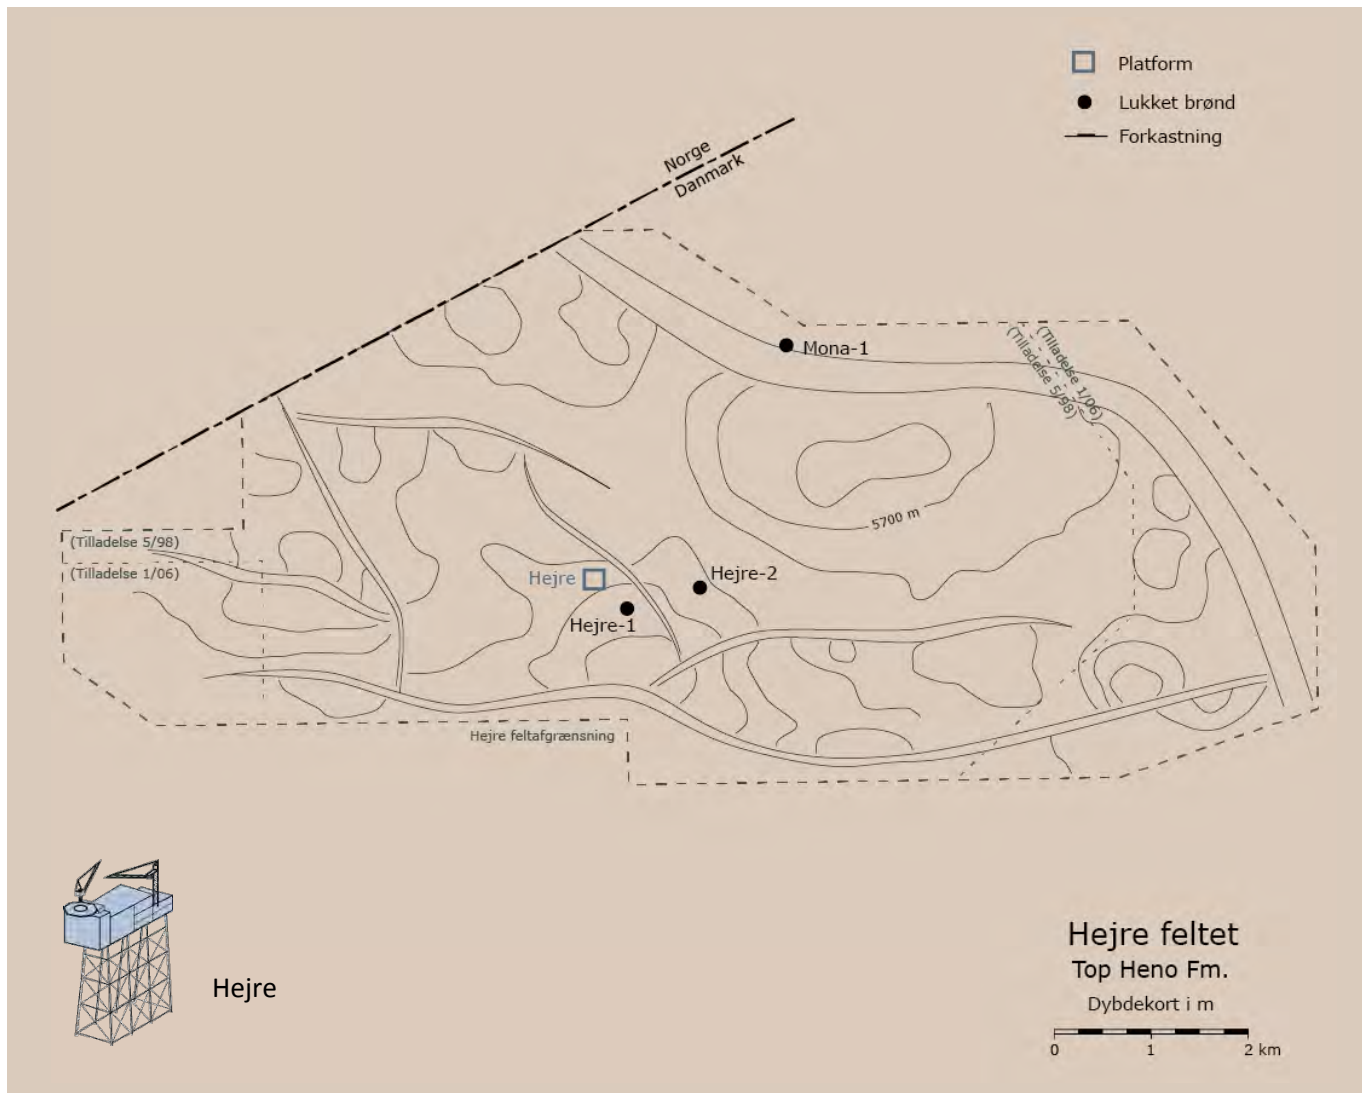 Platform
Lukket brønd
Forkastning
Norge
Danmark
Mona-1
(Tilladelse 1/06)
(Tilladelse 5/98)
5700 m
(Tilladelse 5/98)
(Tilladelse 1/06)
Hejre
Hejre-2
Hejre-1
Hejre feltafgrænsning
Hejre
Hejre feltet
Top Heno Fm.
Dybdekort i m
0 1 2 km